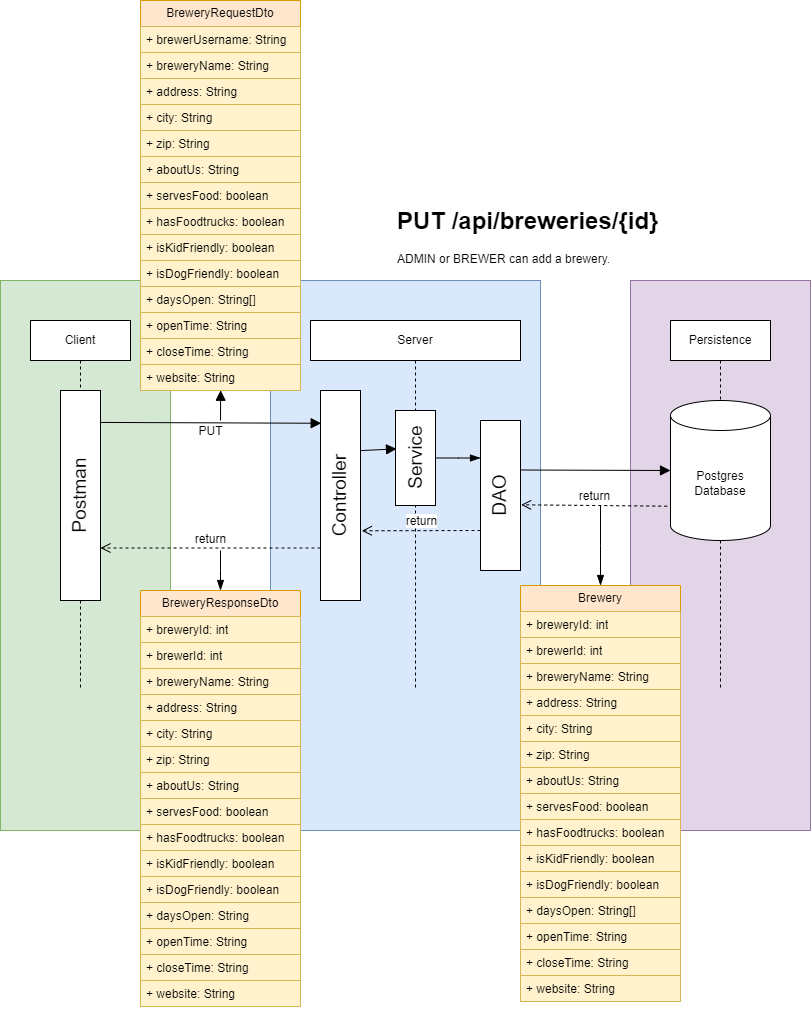 BreweryRequestDto
+ brewerUsername: String
+ breweryName: String
+ address: String
+ city: String
+ zip: String
+ aboutUs: String
+ servesFood: boolean
+ hasFoodtrucks: boolean
+ isKidFriendly: boolean
+ isDogFriendly: boolean
+ daysOpen: String[]
+ openTime: String
+ closeTime: String
+ website: String
PUT /api/breweries/{id}
ADMIN or BREWER can add a brewery.
Client
Server
Persistence
Postman
PUT
Controller
Service
DAO
Postgres
Database
return
return
return
BreweryResponseDto
+ breweryId: int
+ brewerId: int
+ breweryName: String
+ address: String
+ city: String
+ zip: String
+ aboutUs: String
+ servesFood: boolean
+ hasFoodtrucks: boolean
+ isKidFriendly: boolean
+ isDogFriendly: boolean
+ daysOpen: String
+ openTime: String
+ closeTime: String
+ website: String
Brewery
+ breweryId: int
+ brewerId: int
+ breweryName: String
+ address: String
+ city: String
+ zip: String
+ aboutUs: String
+ servesFood: boolean
+ hasFoodtrucks: boolean
+ isKidFriendly: boolean
+ isDogFriendly: boolean
+ daysOpen: String[]
+ openTime: String
+ closeTime: String
+ website: String